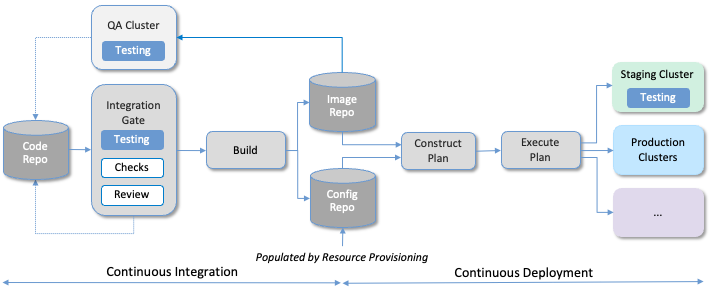 QA Cluster
Testing
Staging Cluster
Testing
Image
Repo
Integration
Gate
Testing
Checks
Review
Code
Repo
Build
Construct
Plan
Execute
Plan
Production
Clusters
Config
Repo
...
Populated by Resource Provisioning
Continuous Integration
Continuous Deployment